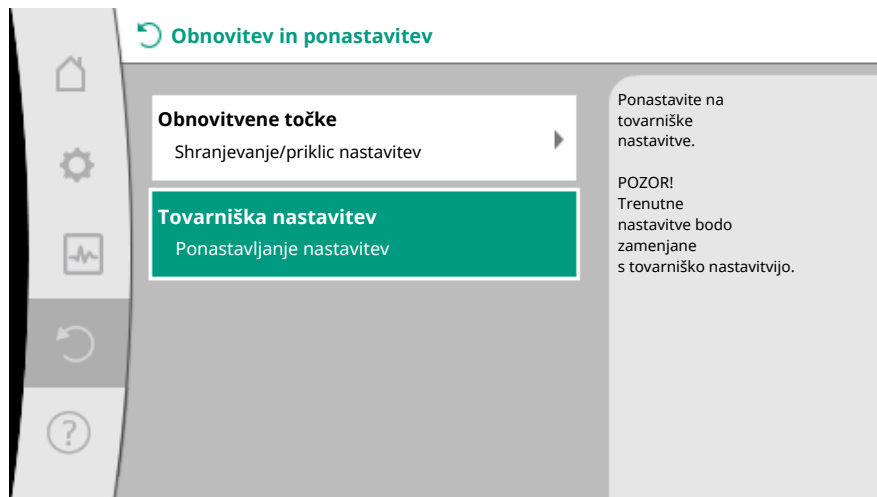 Obnovitev in ponastavitev
Obnovitvene točke
Shranjevanje/priklic nastavitev
Tovarniška nastavitev
Ponastavljanje nastavitev
Ponastavite na
tovarniške
nastavitve.
POZOR!
Trenutne
nastavitve bodo
zamenjane
s tovarniško nastavitvijo.
?